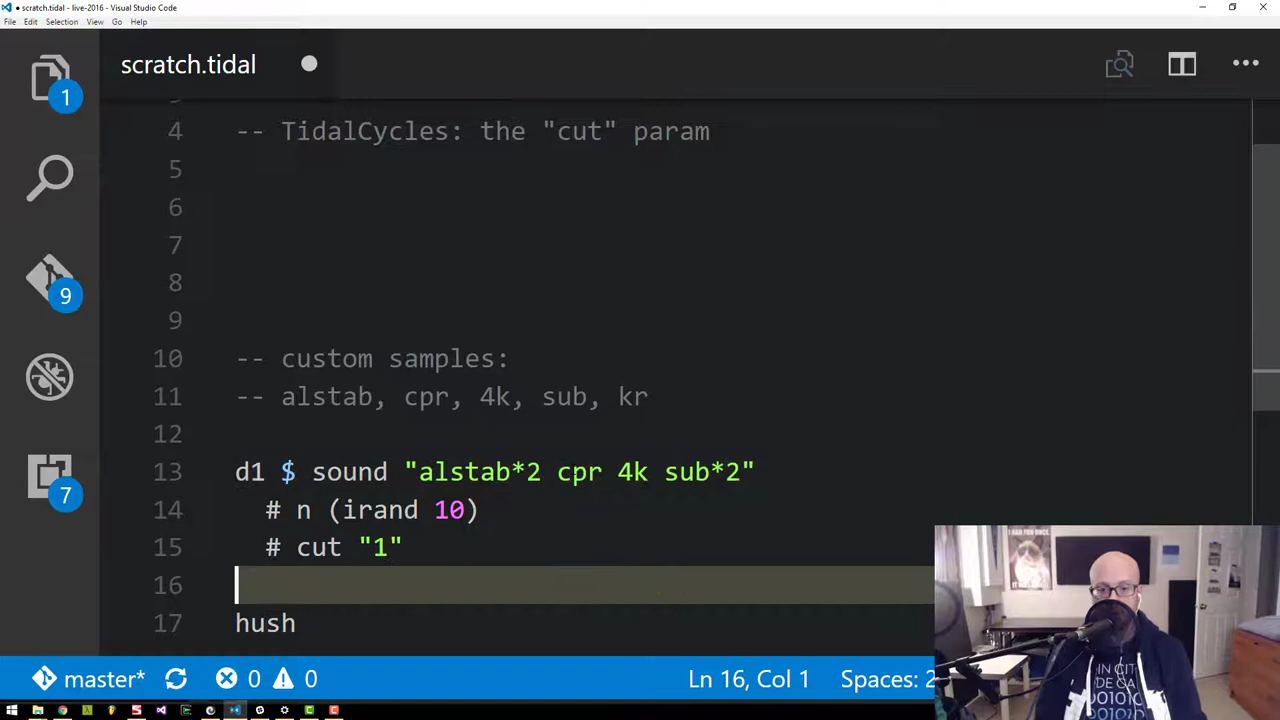 scratch.tidal - live-2016 - Visual Studio Code
File Edit Selection View Go Help
scratch.tidal
1
4 -- TidalCycles: the "cut" param
5
6
7
8
9
9
10 -- custom samples:
11 -- alstab, cpr, 4k, sub, kr
12
7
13 d1 $ sound "alstab*2 cpr 4k sub*2"
14 # n (irand 10)
15 # cut "1"
16
17 hush
master* 0 0 Ln 16, Col 1 Spaces: